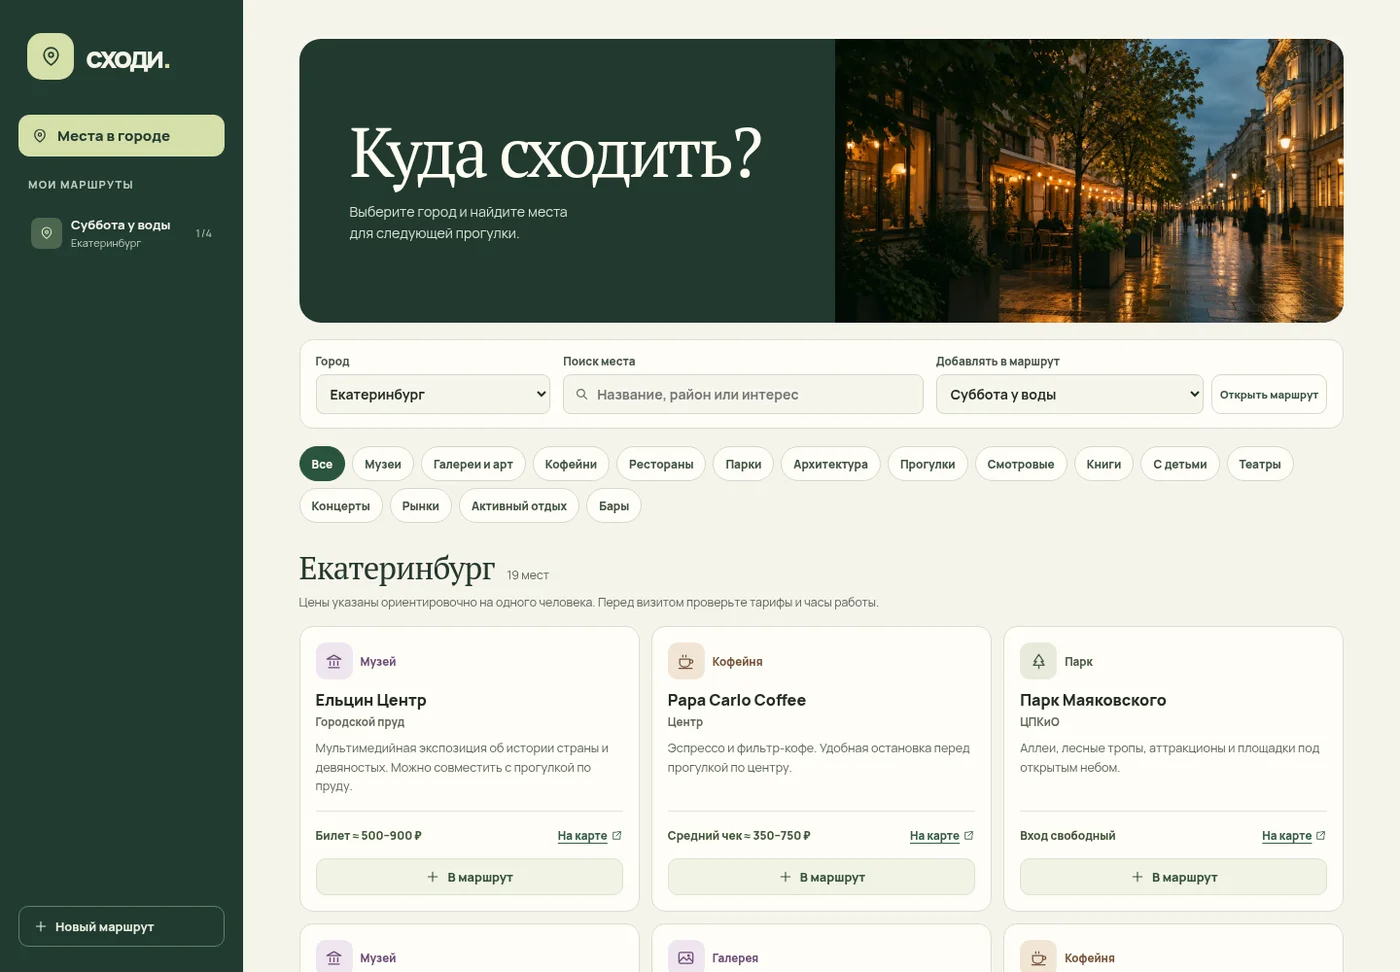 сходи.
Места в городе
МОИ МАРШРУТЫ
Суббота у воды
Екатеринбург
1/4
Новый маршрут
Куда сходить?
Выберите город и найдите места
для следующей прогулки.
Город
Екатеринбург
Поиск места
Название, район или интерес
Добавлять в маршрут
Суббота у воды
Открыть маршрут
Все
Музеи
Галереи и арт
Кофейни
Рестораны
Парки
Архитектура
Прогулки
Смотровые
Книги
С детьми
Театры
Концерты
Рынки
Активный отдых
Бары
Екатеринбург
19 мест
Цены указаны ориентировочно на одного человека. Перед визитом проверьте тарифы и часы работы.
Музей
Ельцин Центр
Городской пруд
Мультимедийная экспозиция об истории страны и
девяностых. Можно совместить с прогулкой по
пруду.
Билет ≈ 500–900 ₽
На карте
В маршрут
Кофейня
Papa Carlo Coffee
Центр
Эспрессо и фильтр-кофе. Удобная остановка перед
прогулкой по центру.
Средний чек ≈ 350–750 ₽
На карте
В маршрут
Парк
Парк Маяковского
ЦПКиО
Аллеи, лесные тропы, аттракционы и площадки под
открытым небом.
Вход свободный
На карте
В маршрут
Музей
Галерея
Кофейня